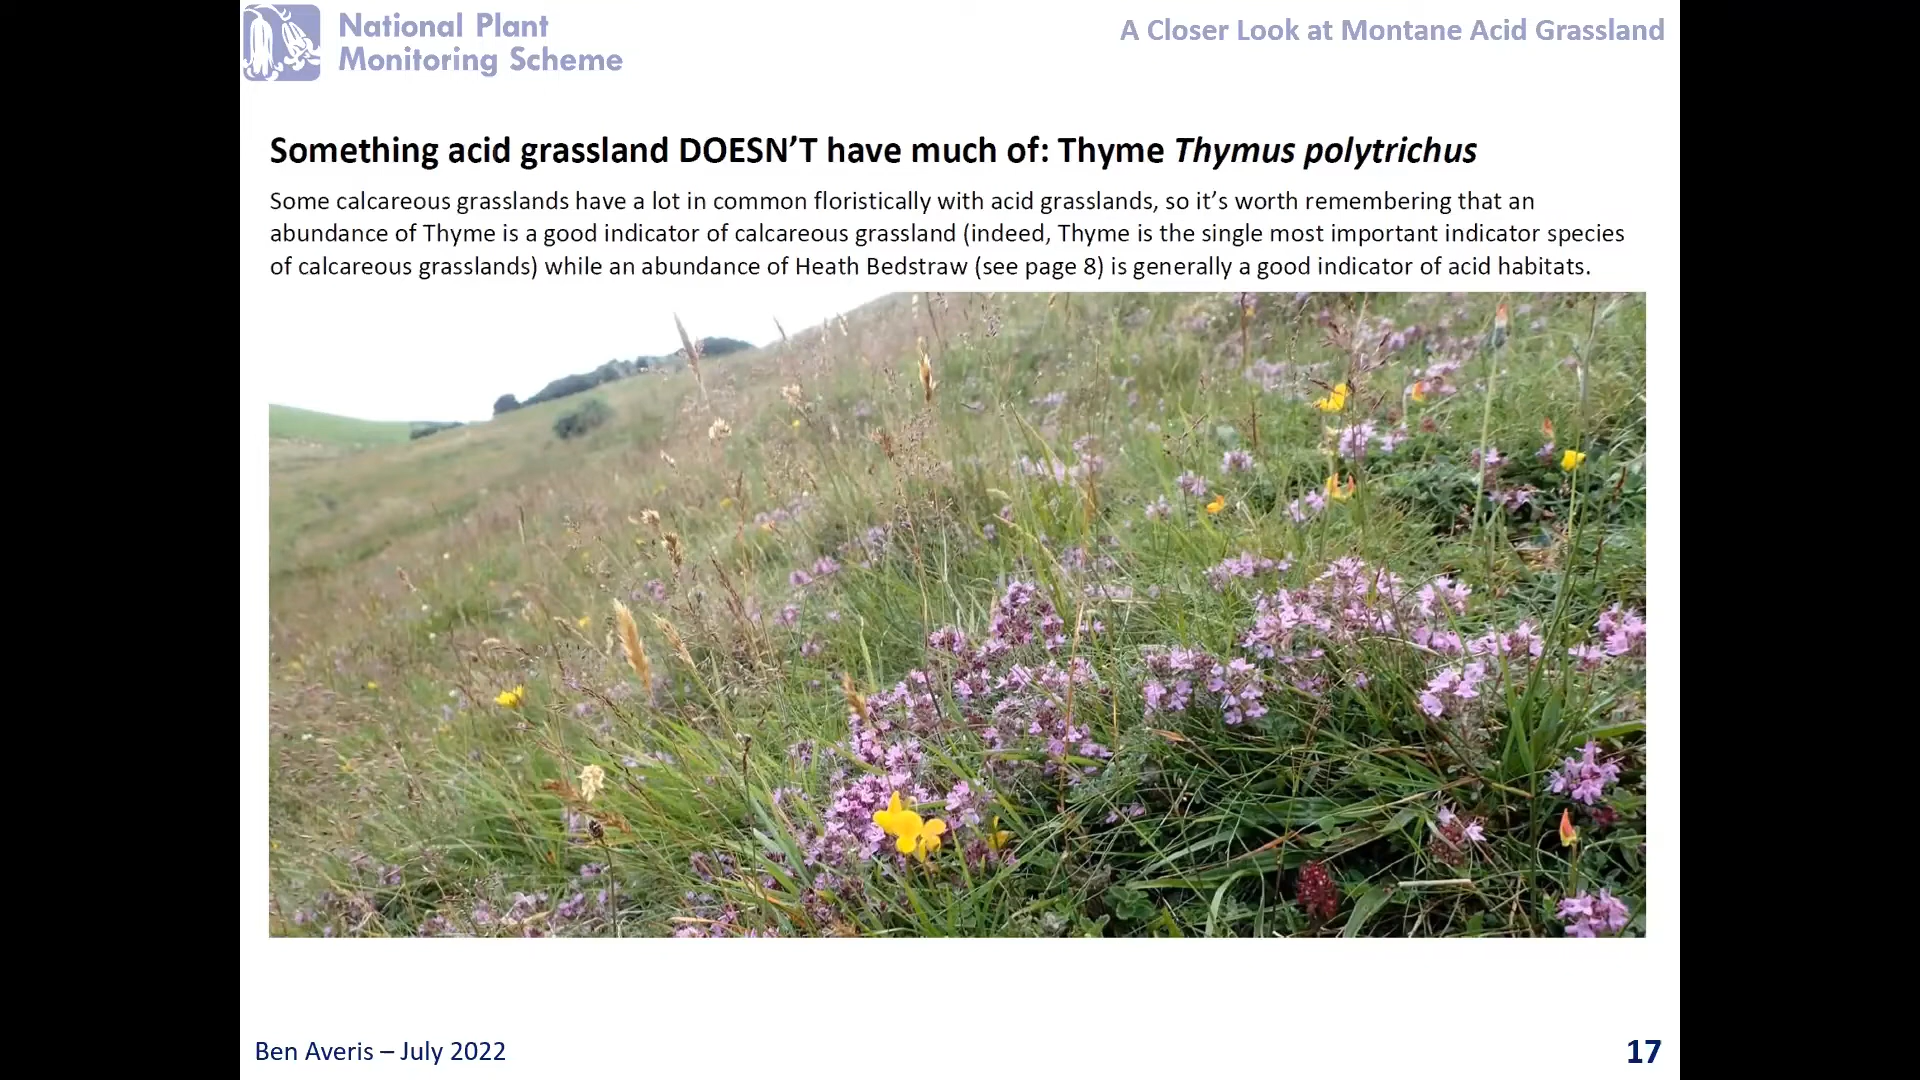 National Plant
Monitoring Scheme
A Closer Look at Montane Acid Grassland
Something acid grassland DOESN’T have much of: Thyme Thymus polytrichus
Some calcareous grasslands have a lot in common floristically with acid grasslands, so it’s worth remembering that an
abundance of Thyme is a good indicator of calcareous grassland (indeed, Thyme is the single most important indicator species
of calcareous grasslands) while an abundance of Heath Bedstraw (see page 8) is generally a good indicator of acid habitats.
Ben Averis – July 2022
17